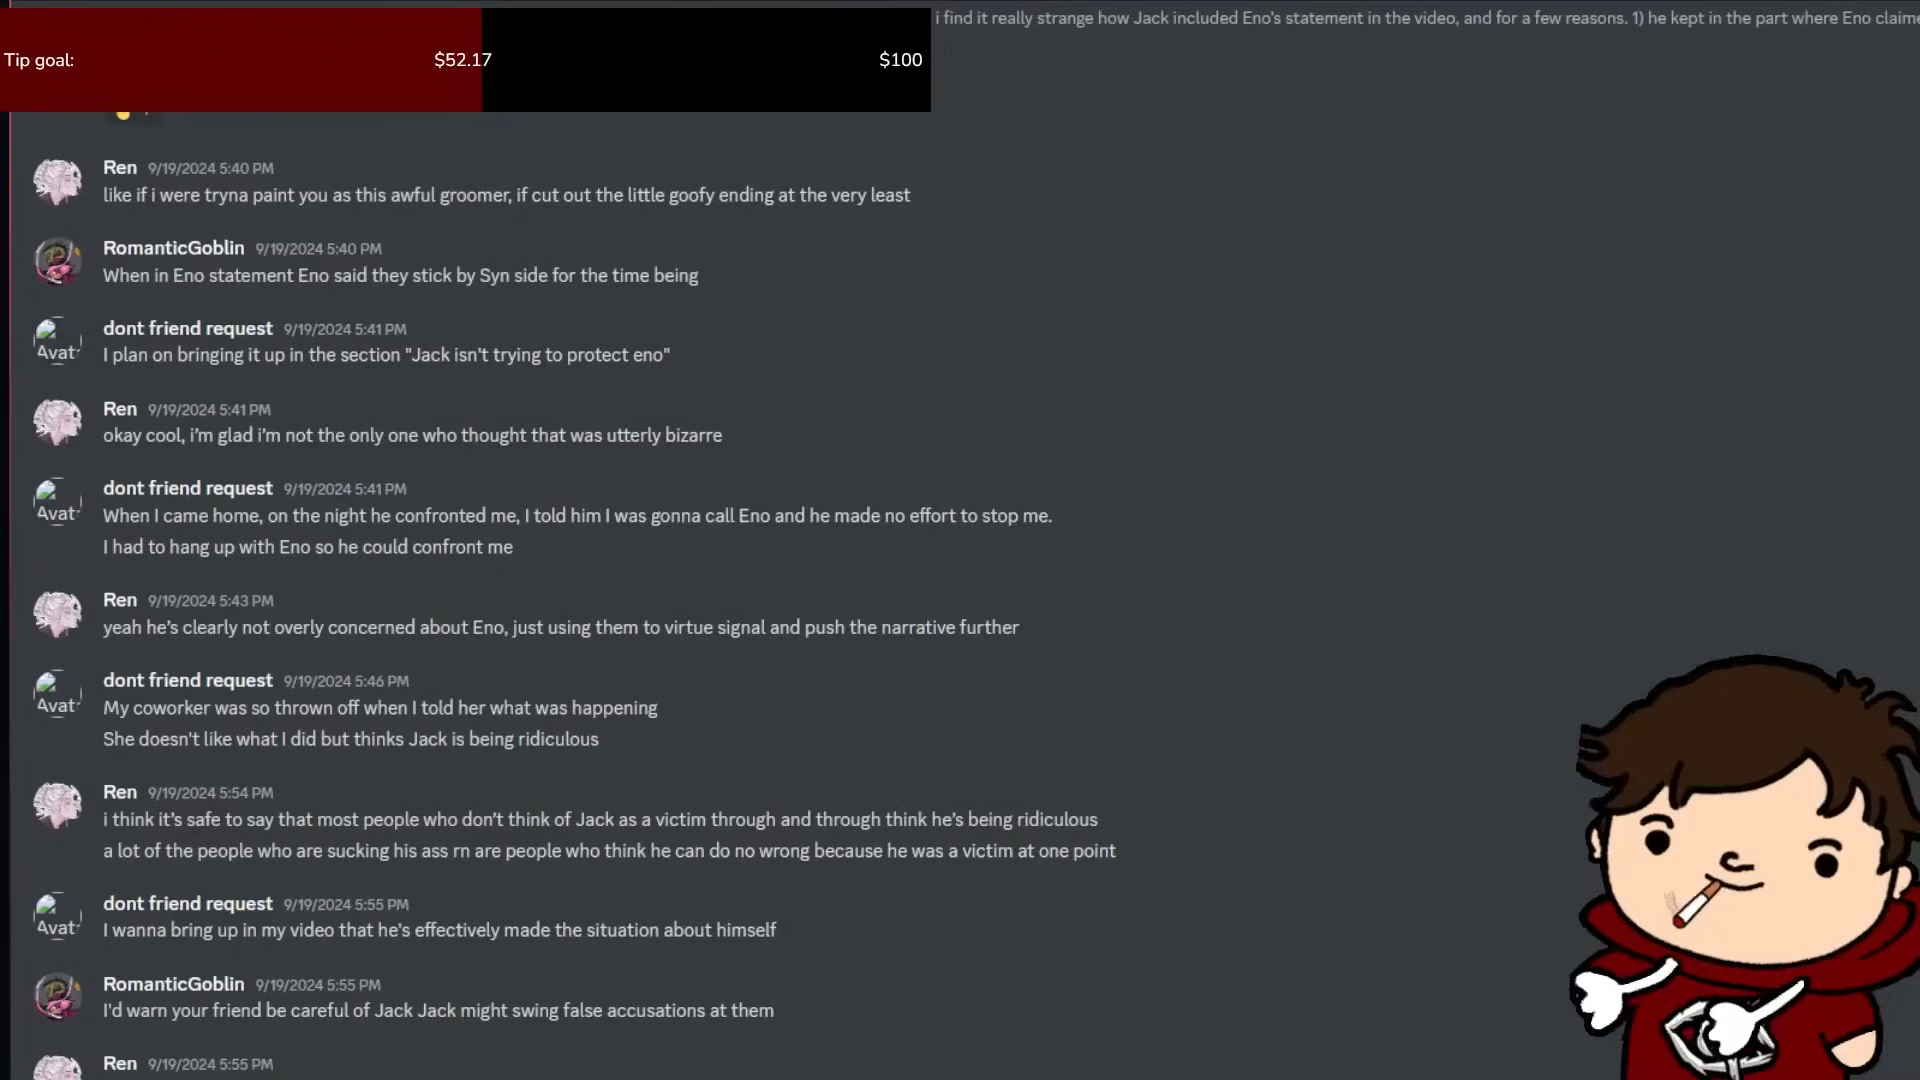 i find it really strange how Jack included Eno's statement in the video, and for a few reasons. 1) he kept in the part where Eno claime
Tip goal: $52.17 $100
Ren 9/19/2024 5:40 PM
like if i were tryna paint you as this awful groomer, if cut out the little goofy ending at the very least
RomanticGoblin 9/19/2024 5:40 PM
When in Eno statement Eno said they stick by Syn side for the time being
dont friend request 9/19/2024 5:41 PM
Avat
I plan on bringing it up in the section "Jack isn't trying to protect eno"
Ren 9/19/2024 5:41 PM
okay cool, i'm glad i'm not the only one who thought that was utterly bizarre
dont friend request 9/19/2024 5:41 PM
Avat
When I came home, on the night he confronted me, I told him I was gonna call Eno and he made no effort to stop me.
I had to hang up with Eno so he could confront me
Ren 9/19/2024 5:43 PM
yeah he's clearly not overly concerned about Eno, just using them to virtue signal and push the narrative further
dont friend request 9/19/2024 5:46 PM
Avat
My coworker was so thrown off when I told her what was happening
She doesn't like what I did but thinks Jack is being ridiculous
Ren 9/19/2024 5:54 PM
i think it's safe to say that most people who don't think of Jack as a victim through and through think he's being ridiculous
a lot of the people who are sucking his ass rn are people who think he can do no wrong because he was a victim at one point
dont friend request 9/19/2024 5:55 PM
Avat
I wanna bring up in my video that he's effectively made the situation about himself
RomanticGoblin 9/19/2024 5:55 PM
I'd warn your friend be careful of Jack Jack might swing false accusations at them
Ren 9/19/2024 5:55 PM